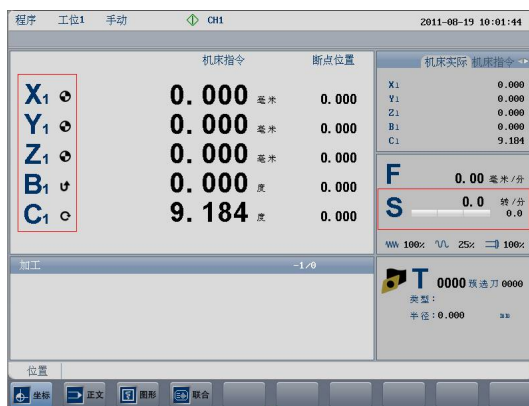 程序 工位1 手动 CH1 2011-08-19 10:01:44
机床指令 断点位置
X1 0.000 毫米 0.000
Y1 0.000 毫米 0.000
Z1 0.000 毫米 0.000
B1 0.000 度 0.000
C1 9.184 度 0.000
机床实际 机床指令
X1 0.000
Y1 0.000
Z1 0.000
B1 0.000
C1 9.184
F 0.00 毫米/分
S 0.0 转/分
0.0
100% 25% 100%
加工 -1/0
T 0000 预选刀 0000
类型:
半径:0.000
位置
坐标 正文 图形 联合